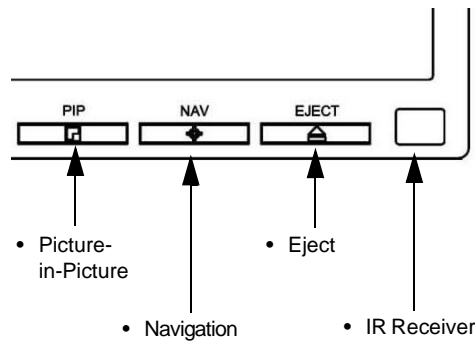 PIP NAV EJECT
• Picture-
in-Picture
• Eject
• Navigation
• IR Receiver